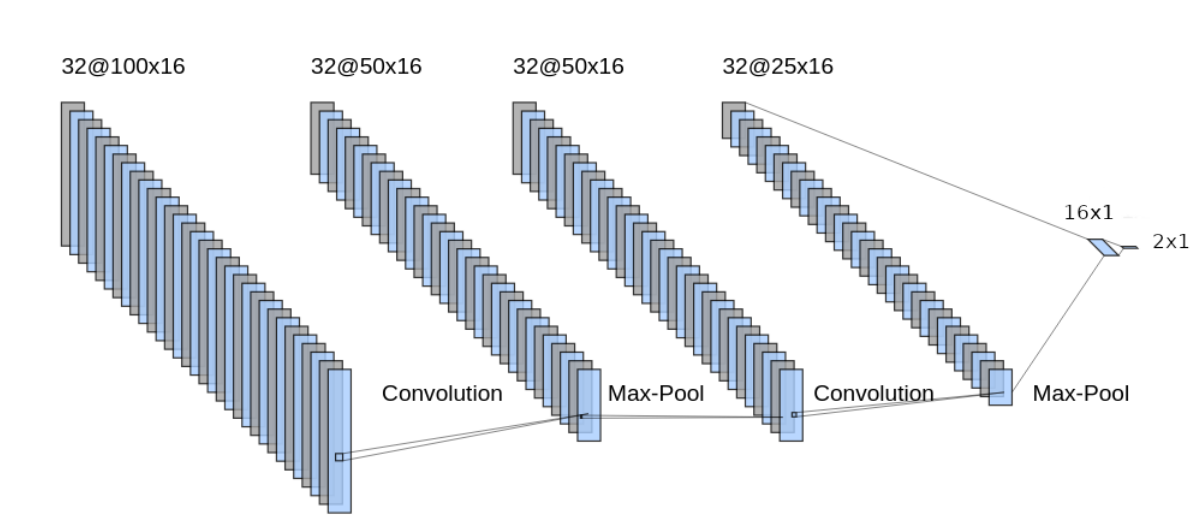 32@100x16
32@50x16
32@50x16
32@25x16
16x1
2x1
Convolution
Max-Pool
Convolution
Max-Pool